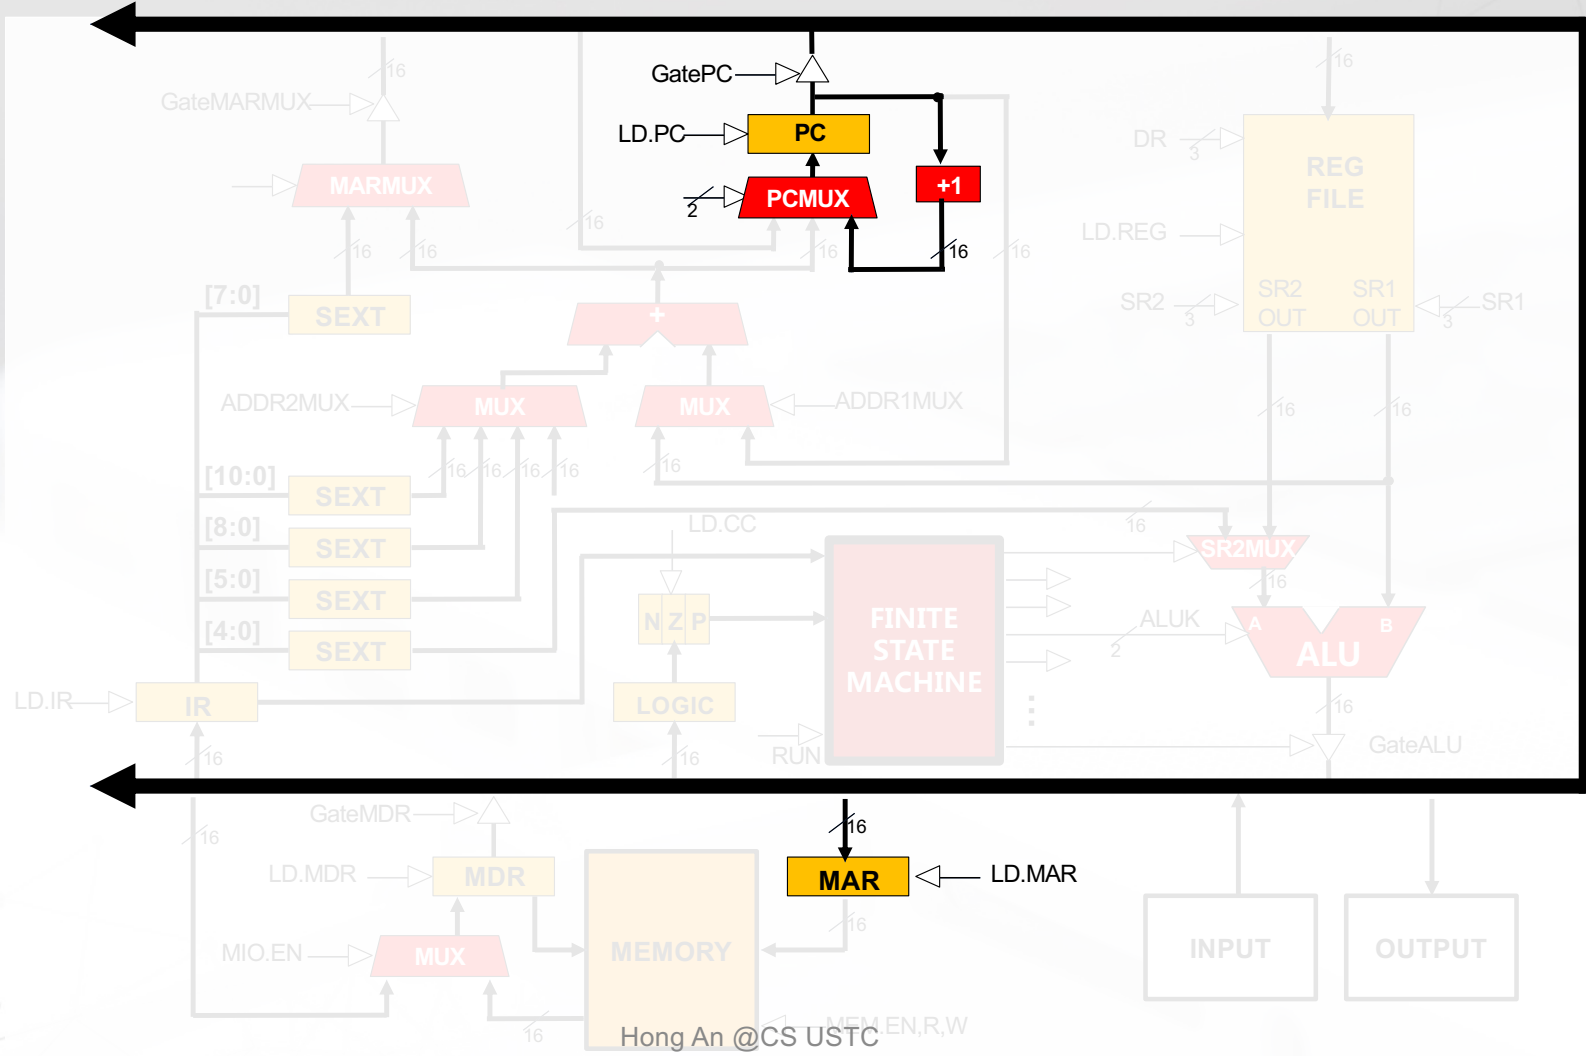 16
GatePC
16
GateMARMUX
LD.PC
PC
DR
3
REG
FILE
MARMUX
2
PCMUX
+1
16
LD.REG
16
16
16
16
16
[7:0]
SEXT
+
SR2
3
SR2
OUT
SR1
OUT
3
SR1
ADDR2MUX
MUX
MUX
ADDR1MUX
16
16
[10:0]
SEXT
16
16
16
16
16
[8:0]
SEXT
LD.CC
16
SR2MUX
[5:0]
SEXT
16
N Z P
FINITE
STATE
MACHINE
ALUK
2
A
B
ALU
[4:0]
SEXT
LD.IR
IR
LOGIC
16
16
16
RUN
GateALU
GateMDR
16
16
LD.MDR
MDR
MAR
LD.MAR
16
MIO.EN
MUX
MEMORY
INPUT
OUTPUT
16
MEM.EN,R,W
Hong An @CS USTC